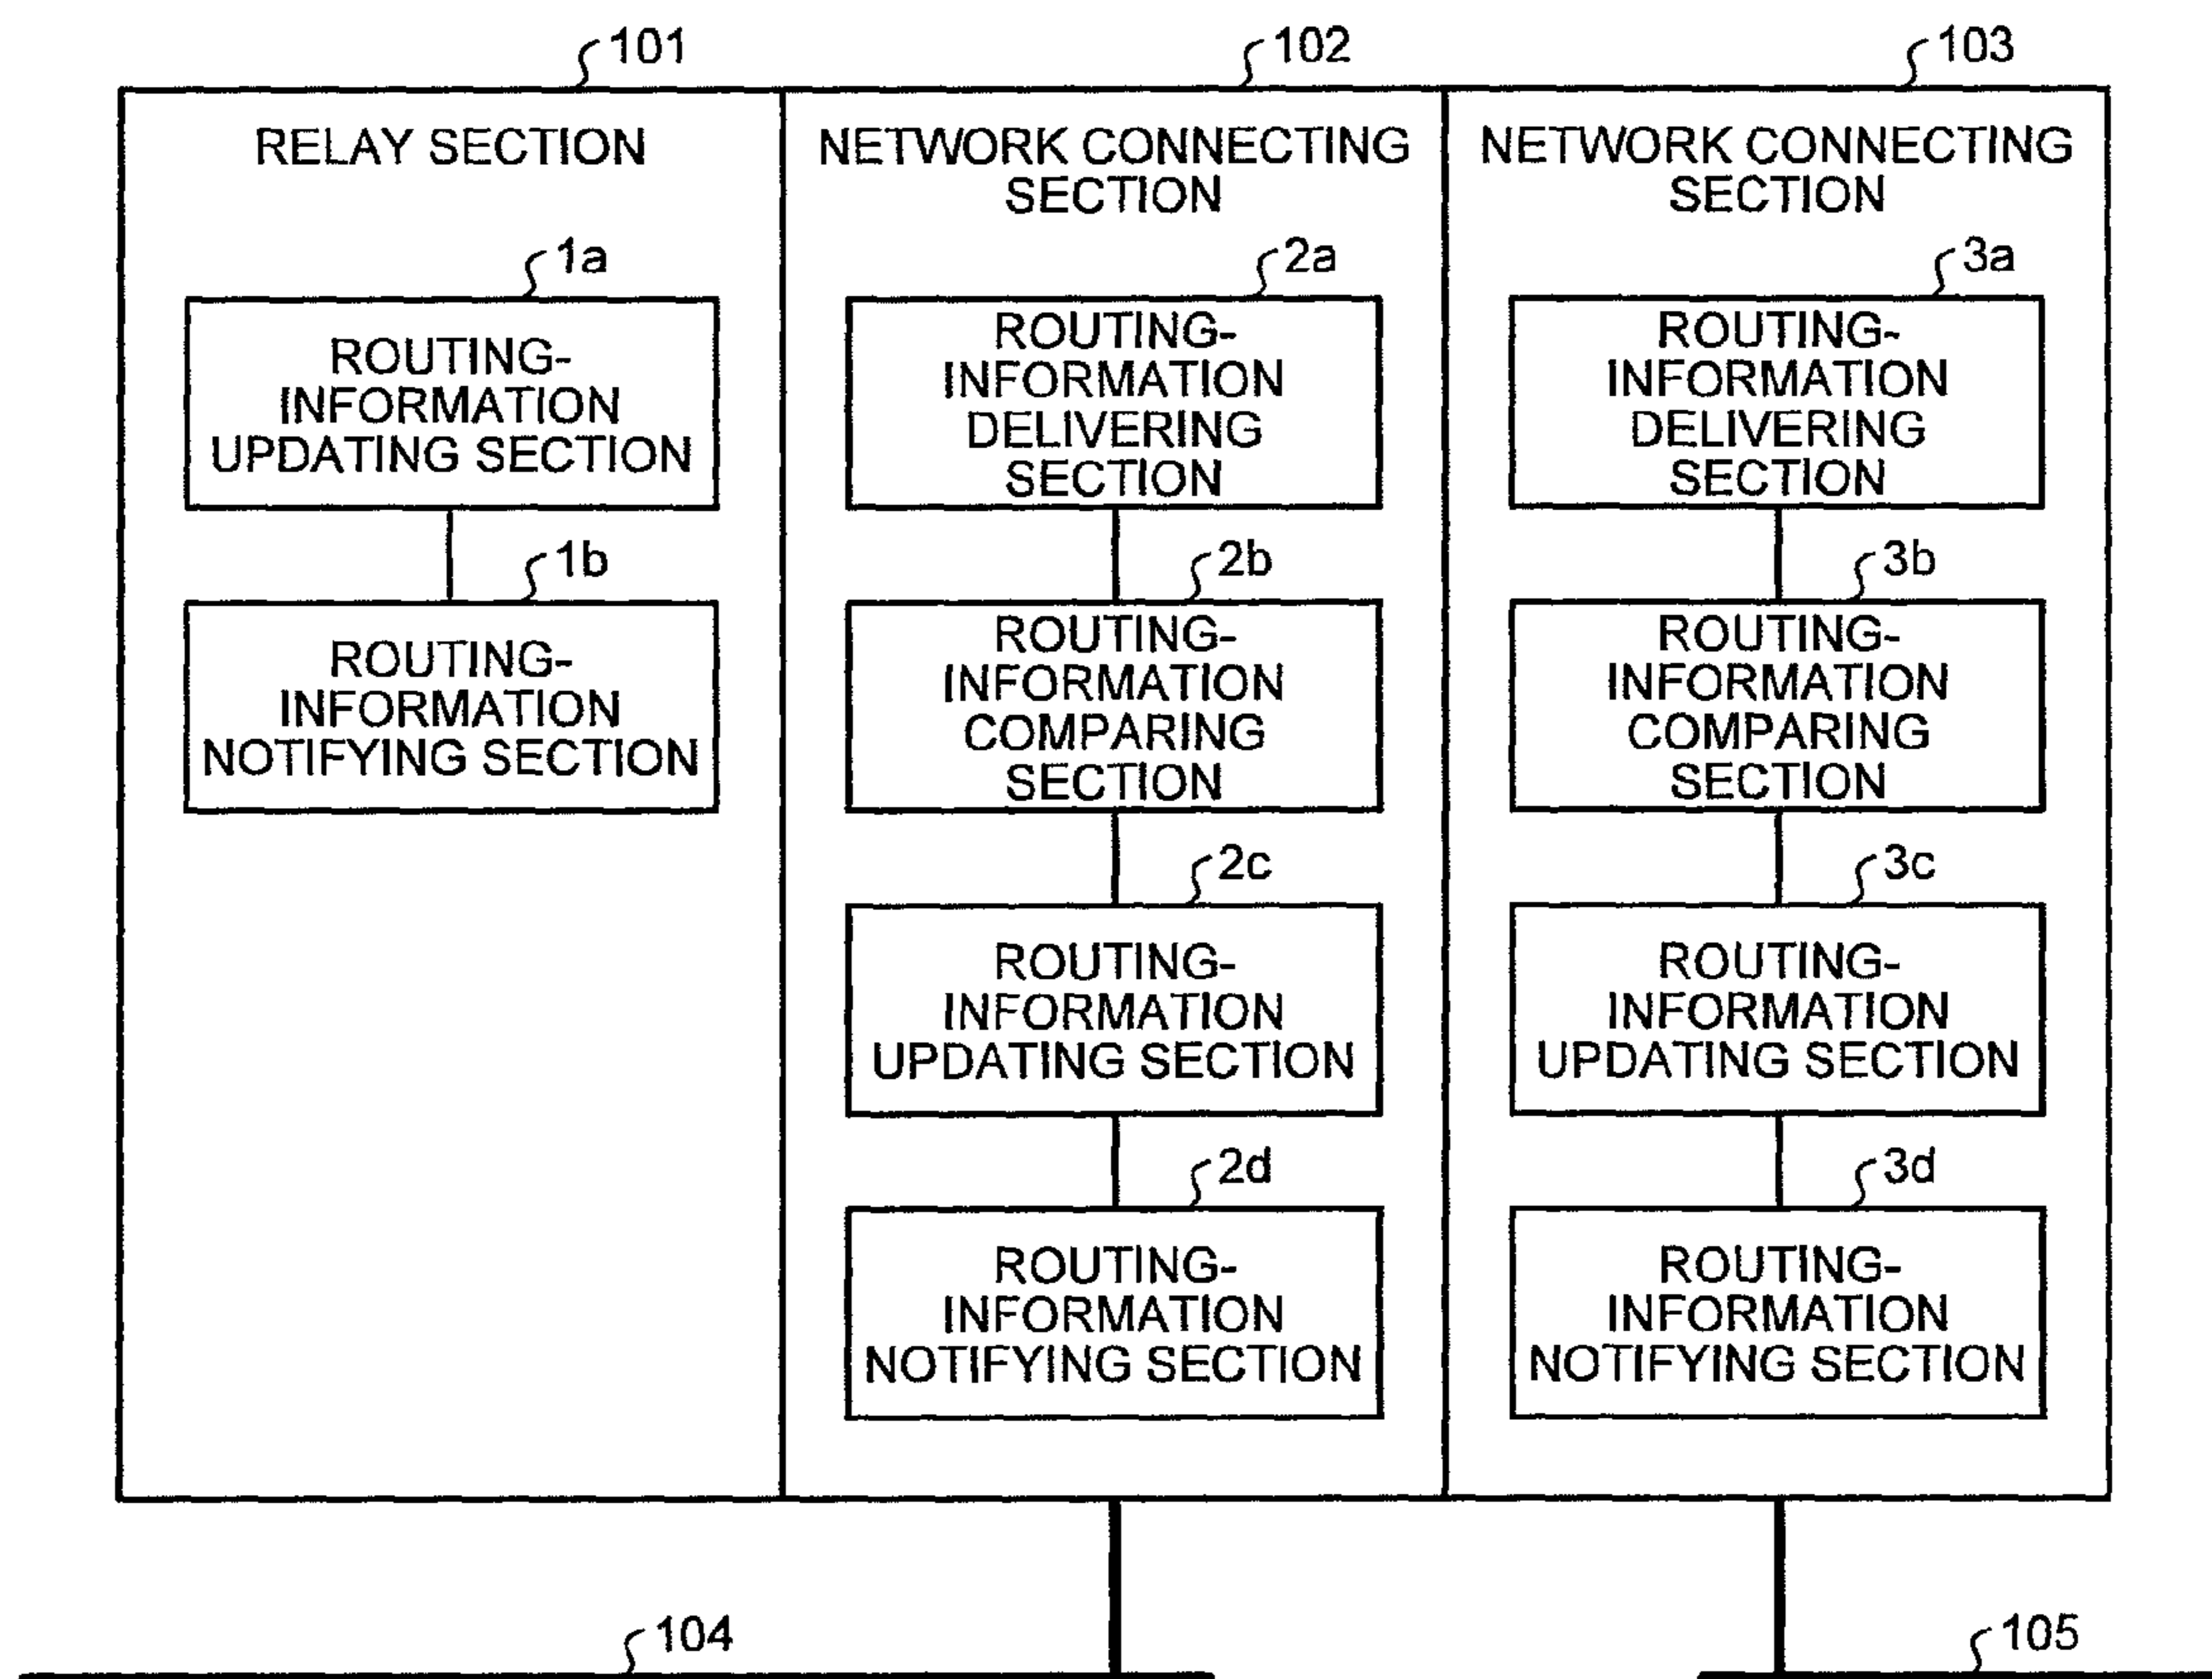 101
102
103
RELAY SECTION
NETWORK CONNECTING
SECTION
NETWORK CONNECTING
SECTION
1a
ROUTING-
INFORMATION
UPDATING SECTION
1b
ROUTING-
INFORMATION
NOTIFYING SECTION
2a
ROUTING-
INFORMATION
DELIVERING
SECTION
2b
ROUTING-
INFORMATION
COMPARING
SECTION
2c
ROUTING-
INFORMATION
UPDATING SECTION
2d
ROUTING-
INFORMATION
NOTIFYING SECTION
3a
ROUTING-
INFORMATION
DELIVERING
SECTION
3b
ROUTING-
INFORMATION
COMPARING
SECTION
3c
ROUTING-
INFORMATION
UPDATING SECTION
3d
ROUTING-
INFORMATION
NOTIFYING SECTION
104
105